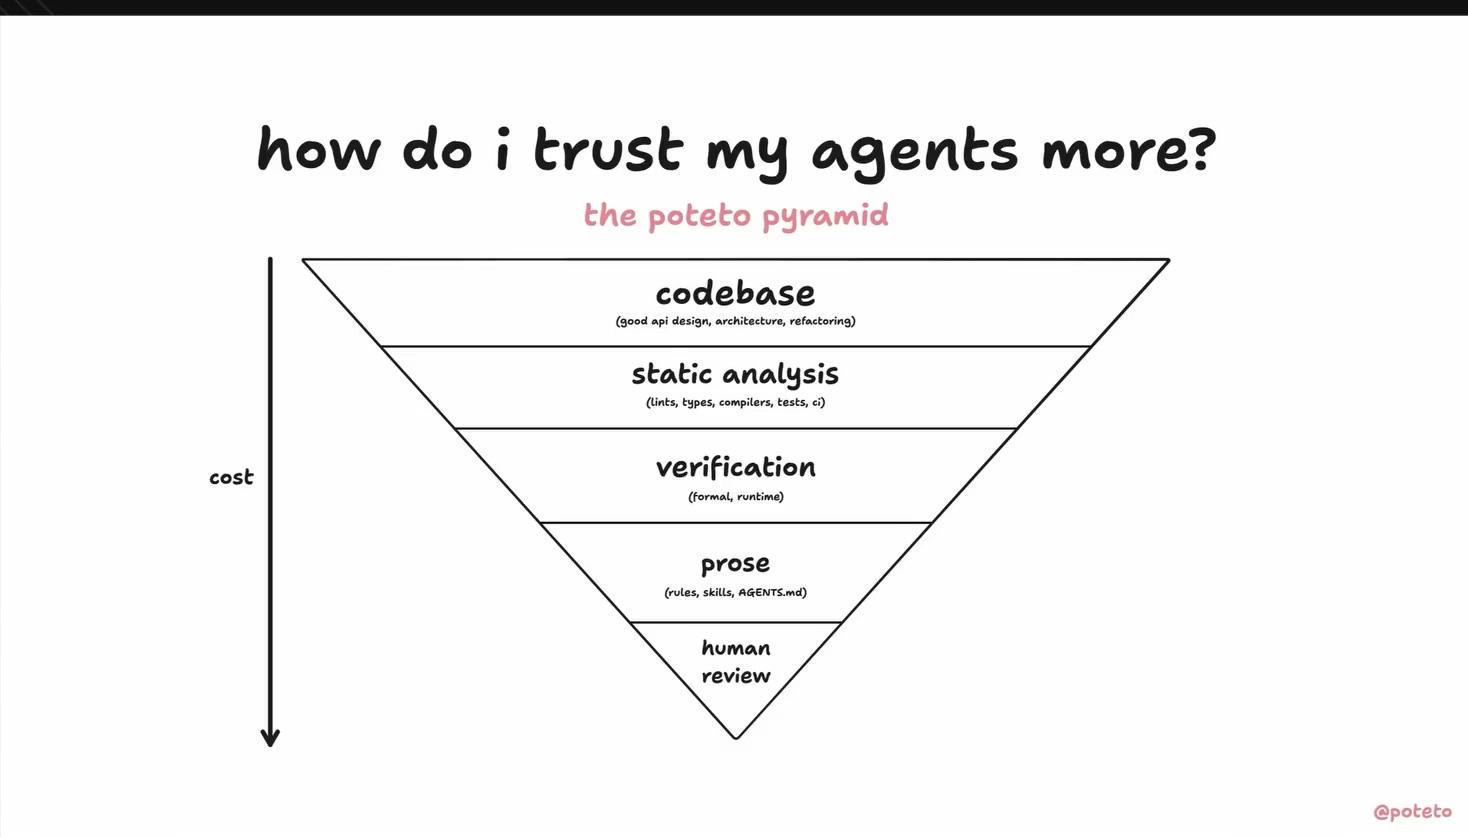 how do i trust my agents more?
the poteto pyramid
codebase
(good api design, architecture, refactoring)
static analysis
(lints, types, compilers, tests, ci)
cost
verification
(formal, runtime)
prose
(rules, skills, AGENTS.md)
human
review
@poteto